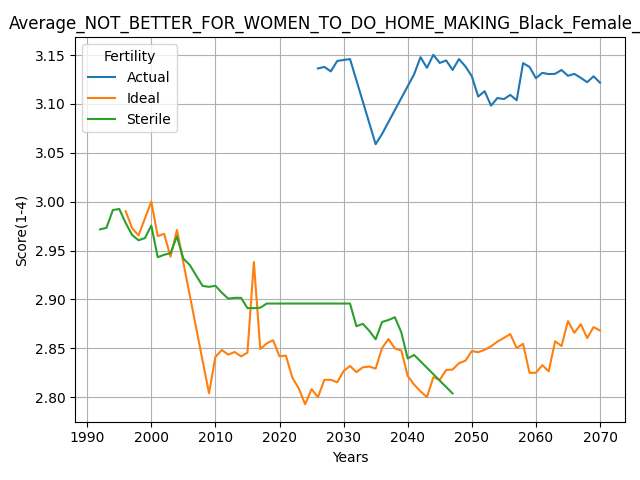 Average_NOT_BETTER_FOR_WOMEN_TO_DO_HOME_MAKING_Black_Female_
Fertility
Actual
Ideal
Sterile
Score(1-4)
3.15
3.10
3.05
3.00
2.95
2.90
2.85
2.80
1990 2000 2010 2020 2030 2040 2050 2060 2070
Years